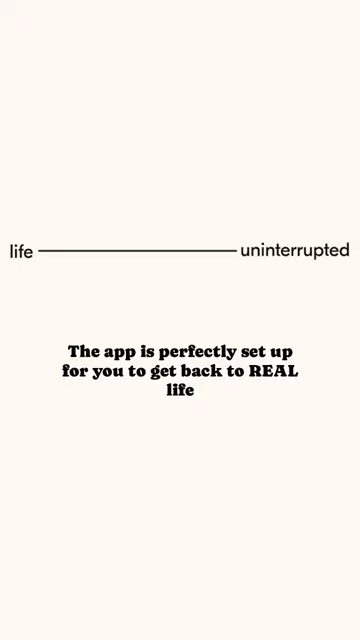 life uninterrupted
The app is perfectly set up
for you to get back to REAL
life